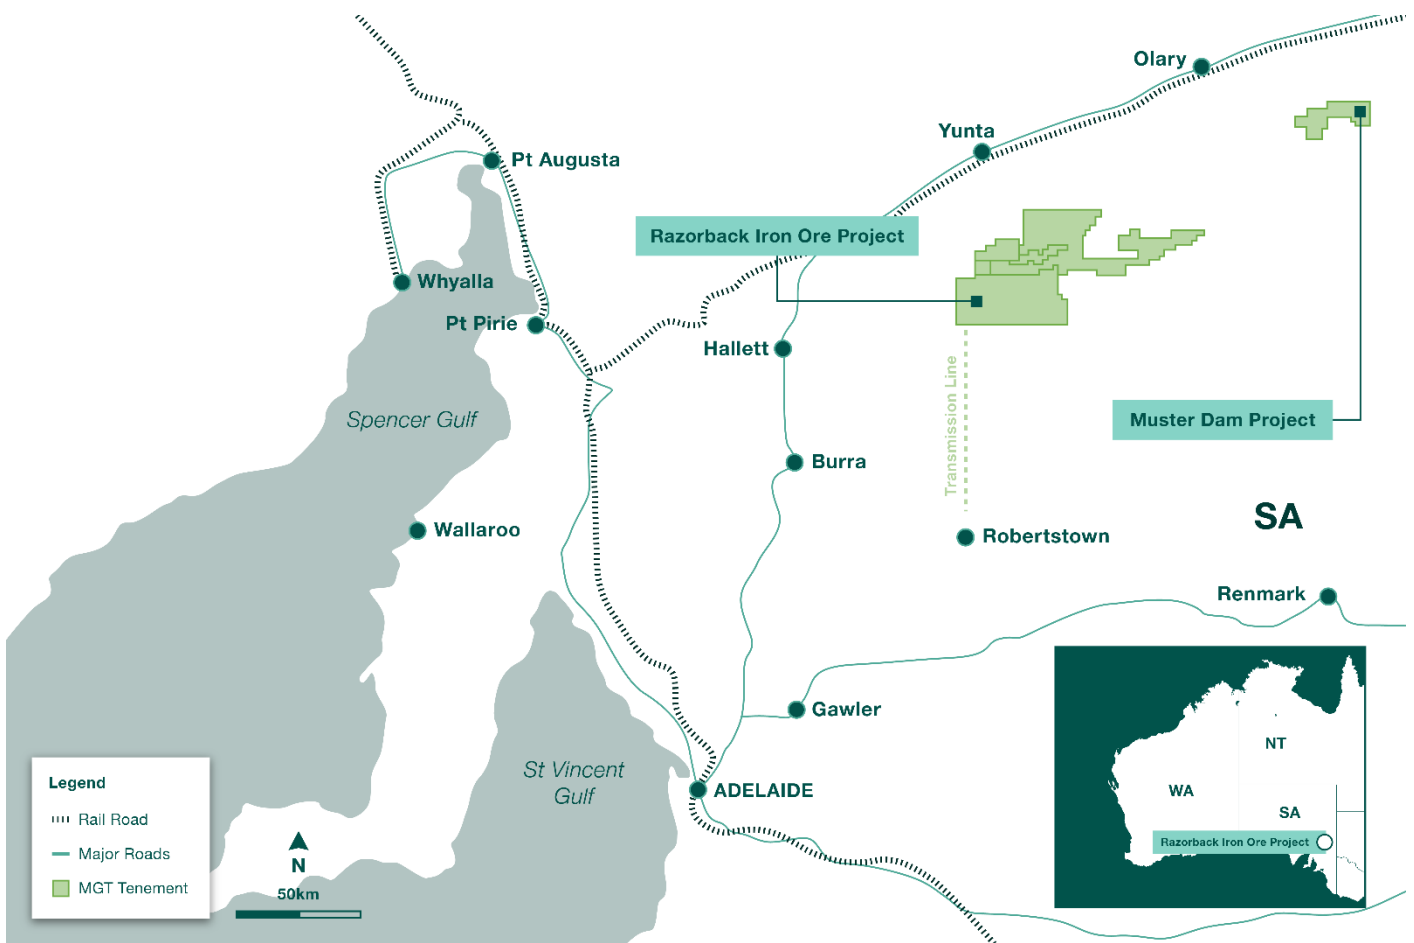 Olary
Yunta
Pt Augusta
Razorback Iron Ore Project
Whyalla
Pt Pirie
Hallett
Transmission Line
Spencer Gulf
Muster Dam Project
Burra
SA
Wallaroo
Robertstown
Renmark
Gawler
NT
St Vincent
Gulf
WA
ADELAIDE
SA
Razorback Iron Ore Project
Legend
Rail Road
Major Roads
MGT Tenement
N
50km